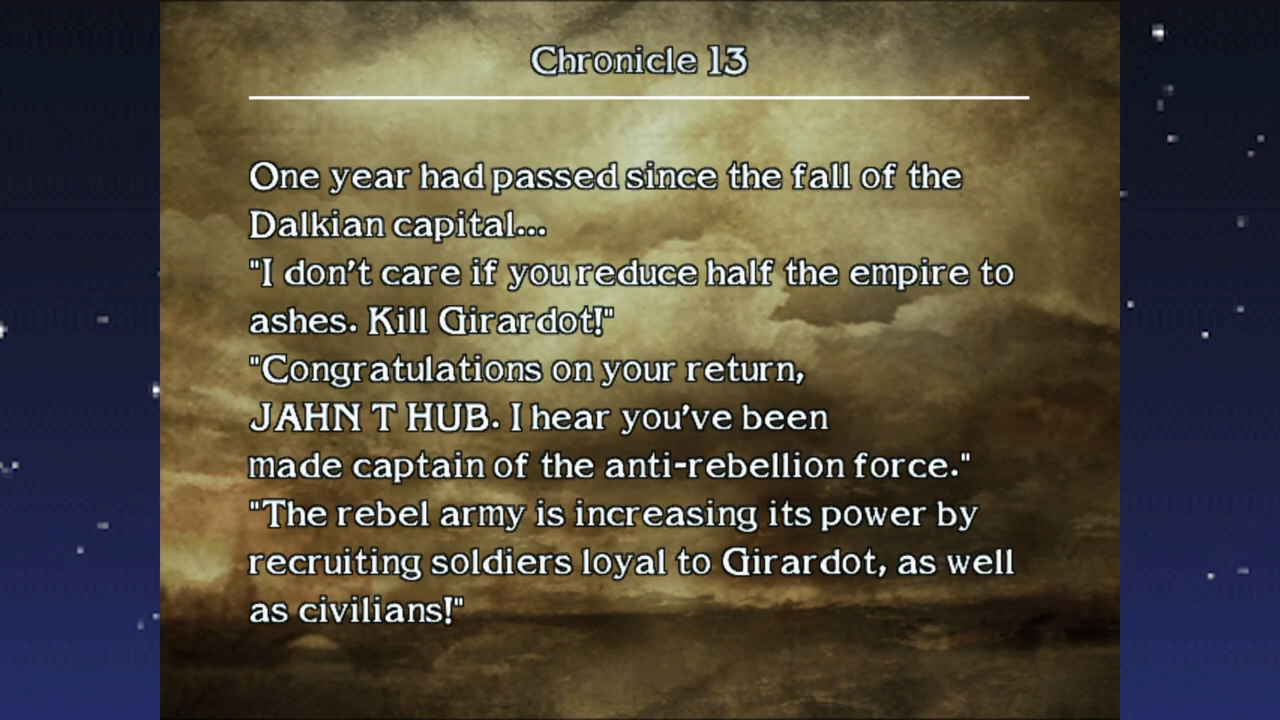 Chronicle 13
One year had passed since the fall of the
Dalkian capital...
"I don't care if you reduce half the empire to
ashes. Kill Girardot!"
"Congratulations on your return,
JAHN T HUB. I hear you've been
made captain of the anti-rebellion force."
"The rebel army is increasing its power by
recruiting soldiers loyal to Girardot, as well
as civilians!"